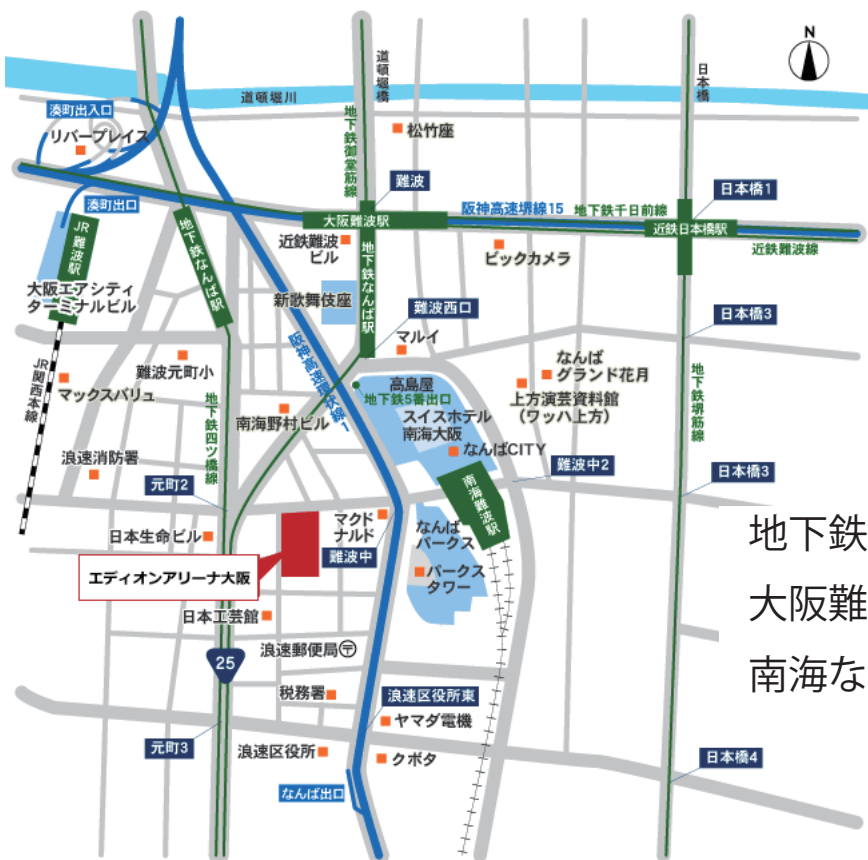 N
道頓堀橋
日本橋
道頓堀川
湊町出入口
リバープレイス
地下鉄御堂筋線
松竹座
難波
日本橋1
湊町出口
大阪難波駅
阪神高速堺線15
地下鉄千日前線
近鉄日本橋駅
近鉄難波線
JR難波駅
地下鉄なんば駅
近鉄難波
ビル
地下鉄なんば駅
ビックカメラ
大阪エアシティ
ターミナルビル
新歌舞伎座
難波西口
日本橋3
阪神高速環状線1
マルイ
JR関西本線
難波元町小
なんば
グランド花月
マックスバリュ
地下鉄四ツ橋線
高島屋
地下鉄5番出口
上方演芸資料館
(ワッハ上方)
地下鉄堺筋線
南海野村ビル
スイスホテル
南海大阪
なんばCITY
浪速消防署
難波中2
日本橋3
元町2
南海難波駅
日本生命ビル
マクド
ナルド
なんば
パークス
難波中
エディオンアリーナ大阪
パークス
タワー
日本工芸館
浪速郵便局〒
25
税務署
浪速区役所東
ヤマダ電機
元町3
浪速区役所
クボタ
日本橋4
なんば出口
地下鉄
大阪難
南海な